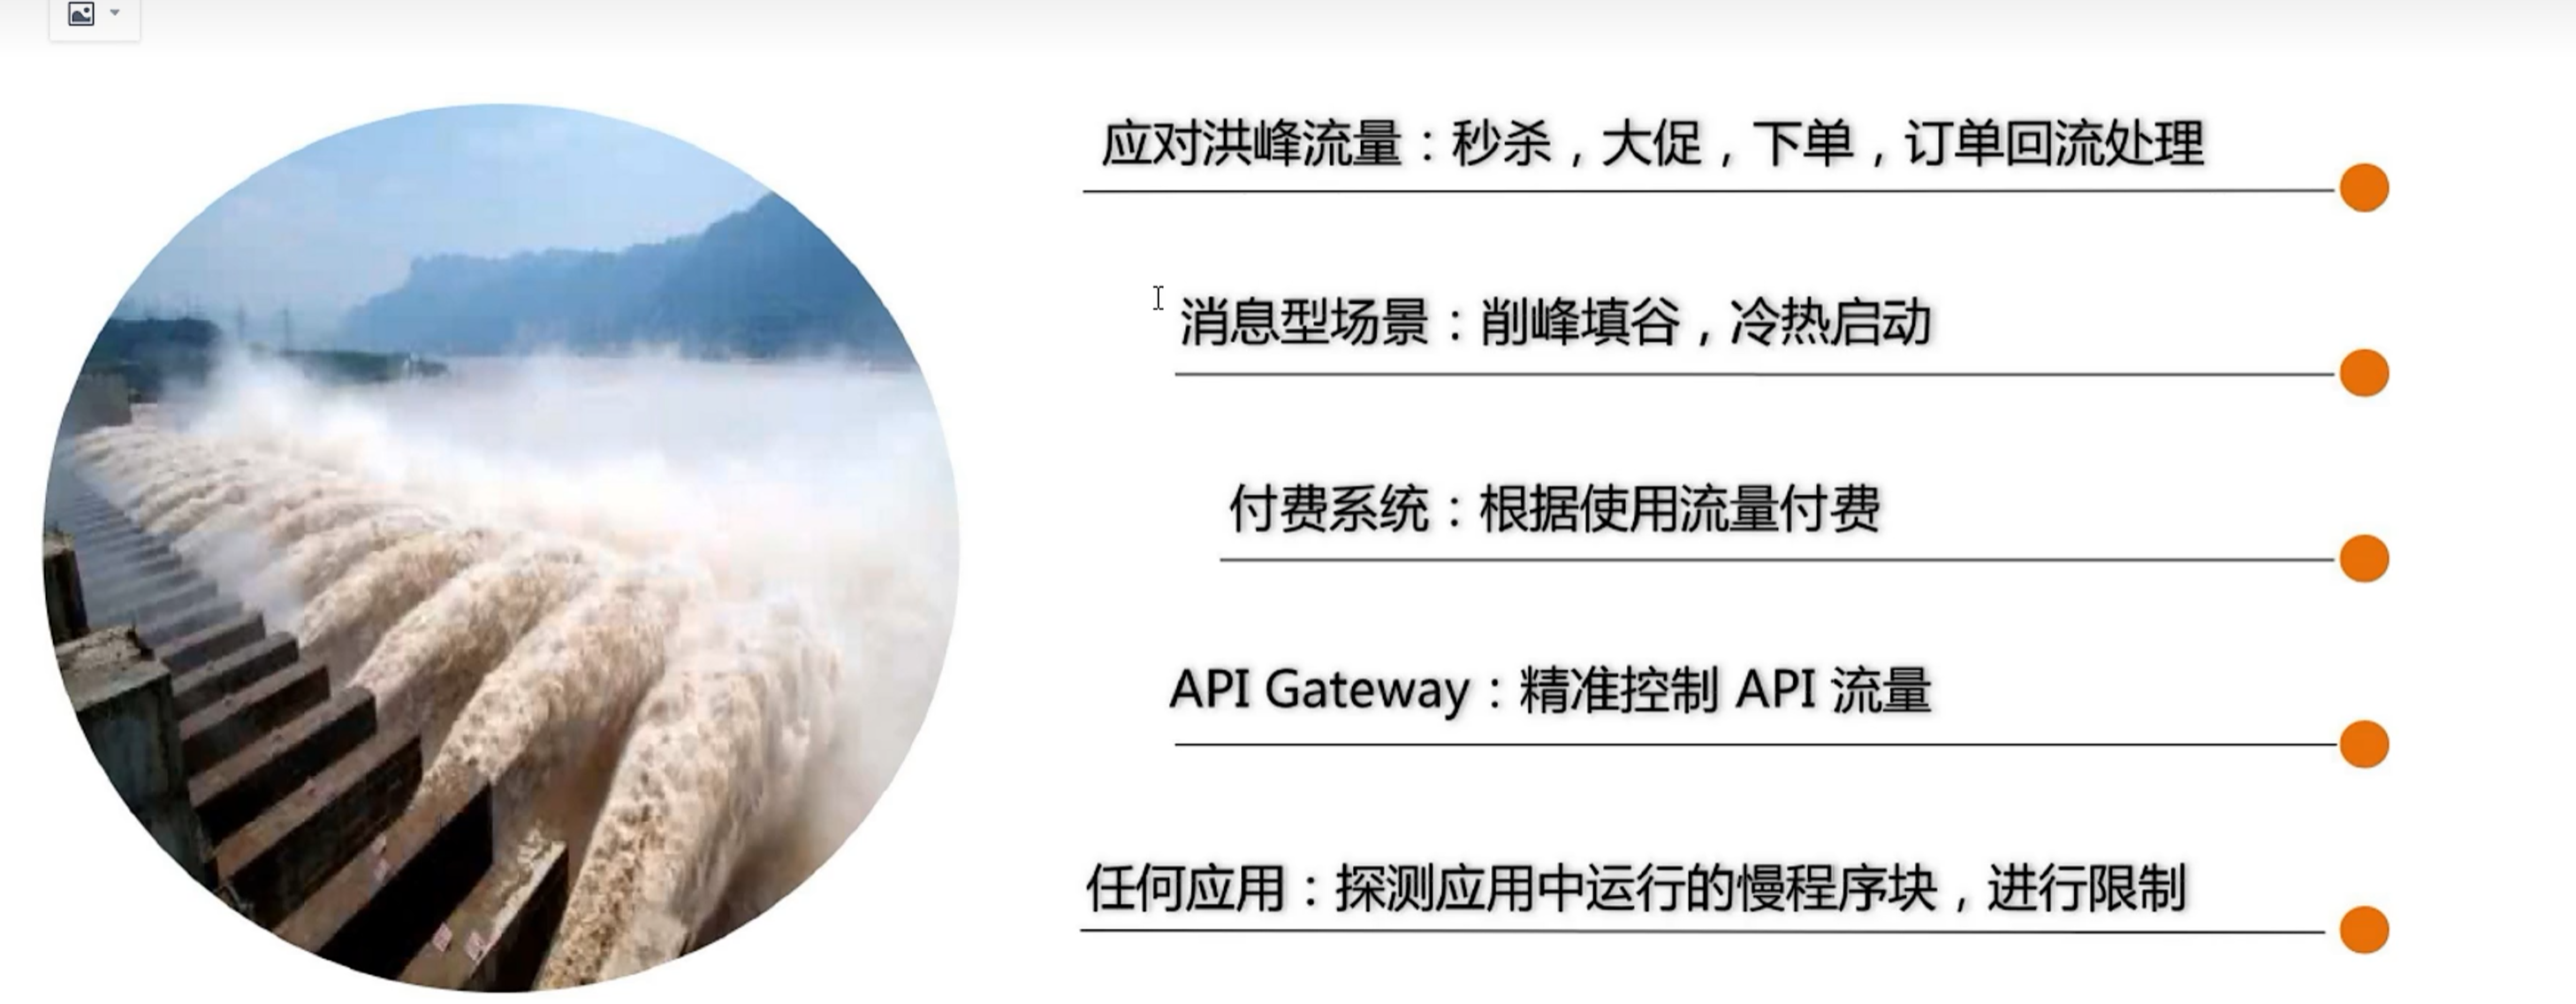 应对洪峰流量：秒杀，大促，下单，订单回流处理
消息型场景：削峰填谷，冷热启动
付费系统：根据使用流量付费
API Gateway：精准控制 API 流量
任何应用：探测应用中运行的慢程序块，进行限制